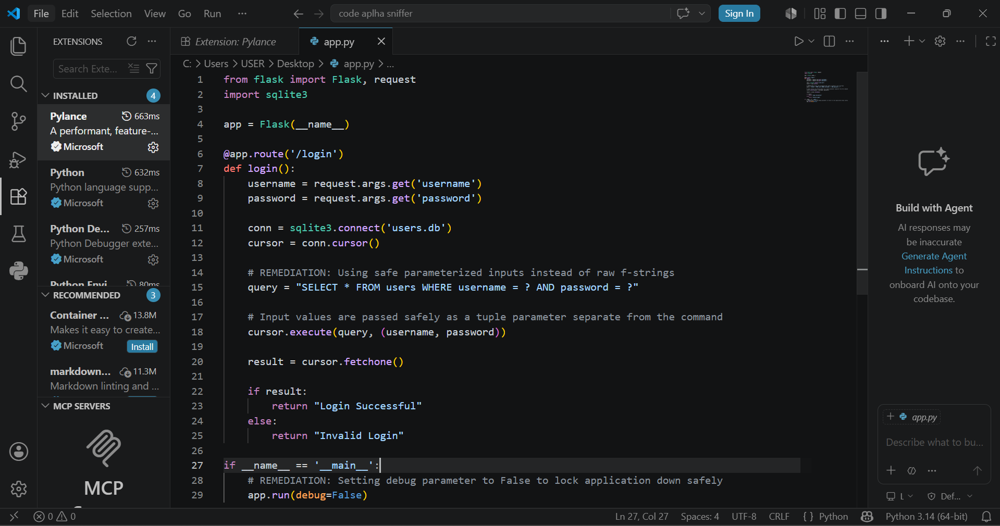 File Edit Selection View Go Run ...
code aplha sniffer
Sign In
EXTENSIONS
Search Exte...
INSTALLED 4
Pylance 663ms
A performant, feature-...
Microsoft
Python 632ms
Python language supp...
Microsoft
Python De... 257ms
Python Debugger exte...
Microsoft
Python Envi 80ms
RECOMMENDED 3
Container ... 13.8M
Makes it easy to create...
Microsoft Install
markdown... 11.3M
Markdown linting and ...
MCP SERVERS
MCP
Extension: Pylance
app.py
C: > Users > USER > Desktop > app.py > ...
1 from flask import Flask, request
2 import sqlite3
3
4 app = Flask(__name__)
5
6 @app.route('/login')
7 def login():
8     username = request.args.get('username')
9     password = request.args.get('password')
10
11     conn = sqlite3.connect('users.db')
12     cursor = conn.cursor()
13
14     # REMEDIATION: Using safe parameterized inputs instead of raw f-strings
15     query = "SELECT * FROM users WHERE username = ? AND password = ?"
16
17     # Input values are passed safely as a tuple parameter separate from the command
18     cursor.execute(query, (username, password))
19
20     result = cursor.fetchone()
21
22     if result:
23         return "Login Successful"
24     else:
25         return "Invalid Login"
26
27 if __name__ == '__main__':
28     # REMEDIATION: Setting debug parameter to False to lock application down safely
29     app.run(debug=False)
Build with Agent
AI responses may
be inaccurate
Generate Agent
Instructions to
onboard AI onto your
codebase.
app.py
Describe what to bu...
L
Def...
0 0
Ln 27, Col 27
Spaces: 4
UTF-8
CRLF
{ } Python
Python 3.14 (64-bit)